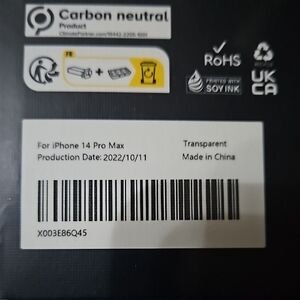 Carbon neutral
Product
RoHS
FR
PRINTED WITH
SOY INK
UK
CA
For iPhone 14 Pro Max
Transparent
Production Date: 2022/10/11
Made in China
X003E86Q45